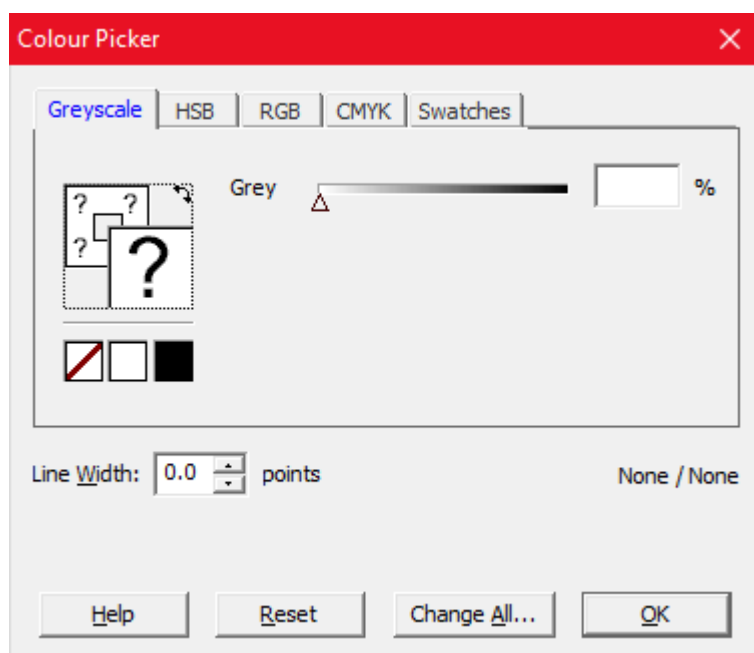 Colour Picker
Greyscale HSB RGB CMYK Swatches
Grey %
? ?
? ?
Line Width: 0.0 points None / None
Help Reset Change All... OK